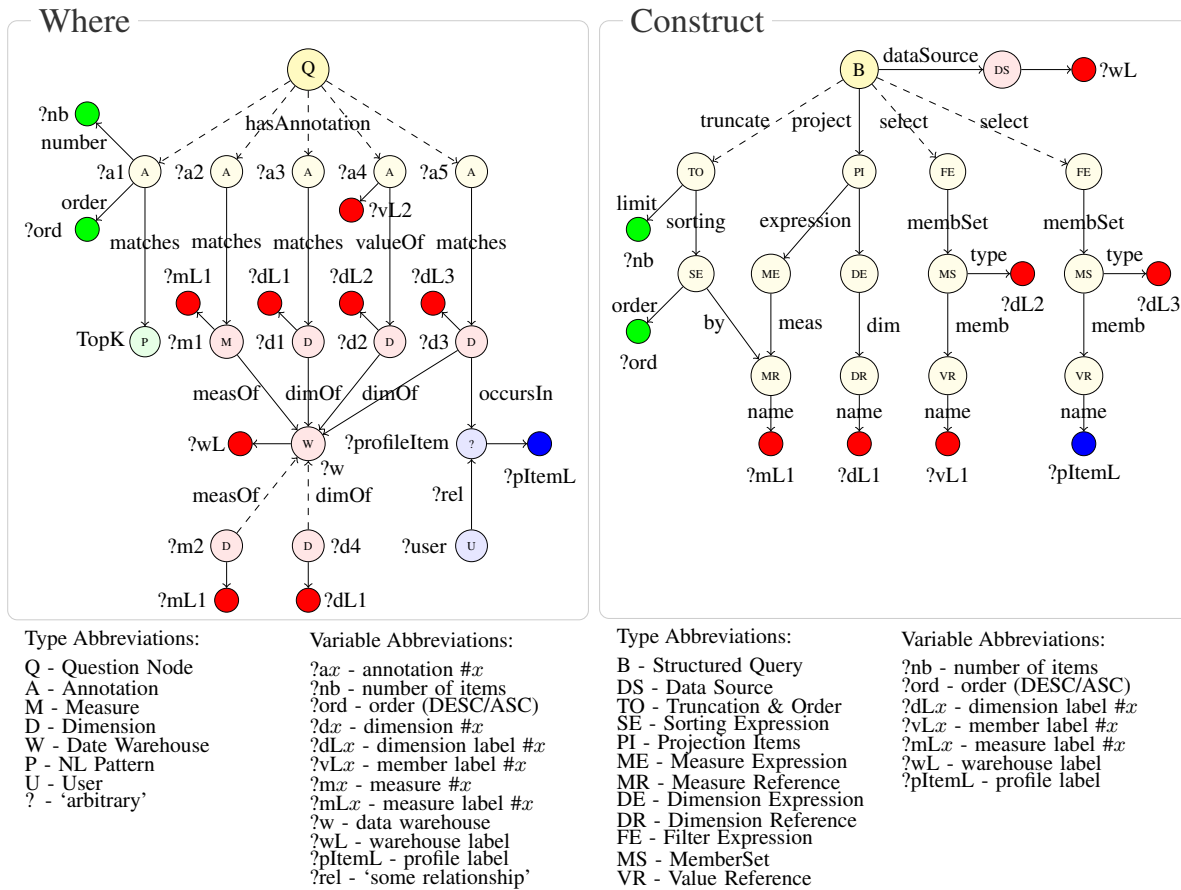 Where
Q
?nb
number
hasAnnotation
?a1 A ?a2 A ?a3 A ?a4 A ?a5 A
order
?ord
?vL2
matches matches matches valueOf matches
?mL1 ?dL1 ?dL2 ?dL3
TopK P ?m1 M ?d1 D ?d2 D ?d3 D
measOf dimOf dimOf occursIn
?wL W ?profileItem ?
?w ?pItemL
measOf dimOf ?rel
?m2 D D ?d4 ?user U
?mL1 ?dL1
Construct
B dataSource DS ?wL
truncate project select select
TO PI FE FE
limit sorting expression membSet membSet
?nb
SE ME DE MS type MS type
?dL2 ?dL3
order by meas dim memb memb
?ord
MR DR VR VR
name name name name
?mL1 ?dL1 ?vL1 ?pItemL
Type Abbreviations:
Q - Question Node
A - Annotation
M - Measure
D - Dimension
W - Date Warehouse
P - NL Pattern
U - User
? - ‘arbitrary’
Variable Abbreviations:
?ax - annotation #x
?nb - number of items
?ord - order (DESC/ASC)
?dx - dimension #x
?dLx - dimension label #x
?vLx - member label #x
?mx - measure #x
?mLx - measure label #x
?w - data warehouse
?wL - warehouse label
?pItemL - profile label
?rel - ‘some relationship’
Type Abbreviations:
B - Structured Query
DS - Data Source
TO - Truncation & Order
SE - Sorting Expression
PI - Projection Items
ME - Measure Expression
MR - Measure Reference
DE - Dimension Expression
DR - Dimension Reference
FE - Filter Expression
MS - MemberSet
VR - Value Reference
Variable Abbreviations:
?nb - number of items
?ord - order (DESC/ASC)
?dLx - dimension label #x
?vLx - member label #x
?mLx - measure label #x
?wL - warehouse label
?pItemL - profile label